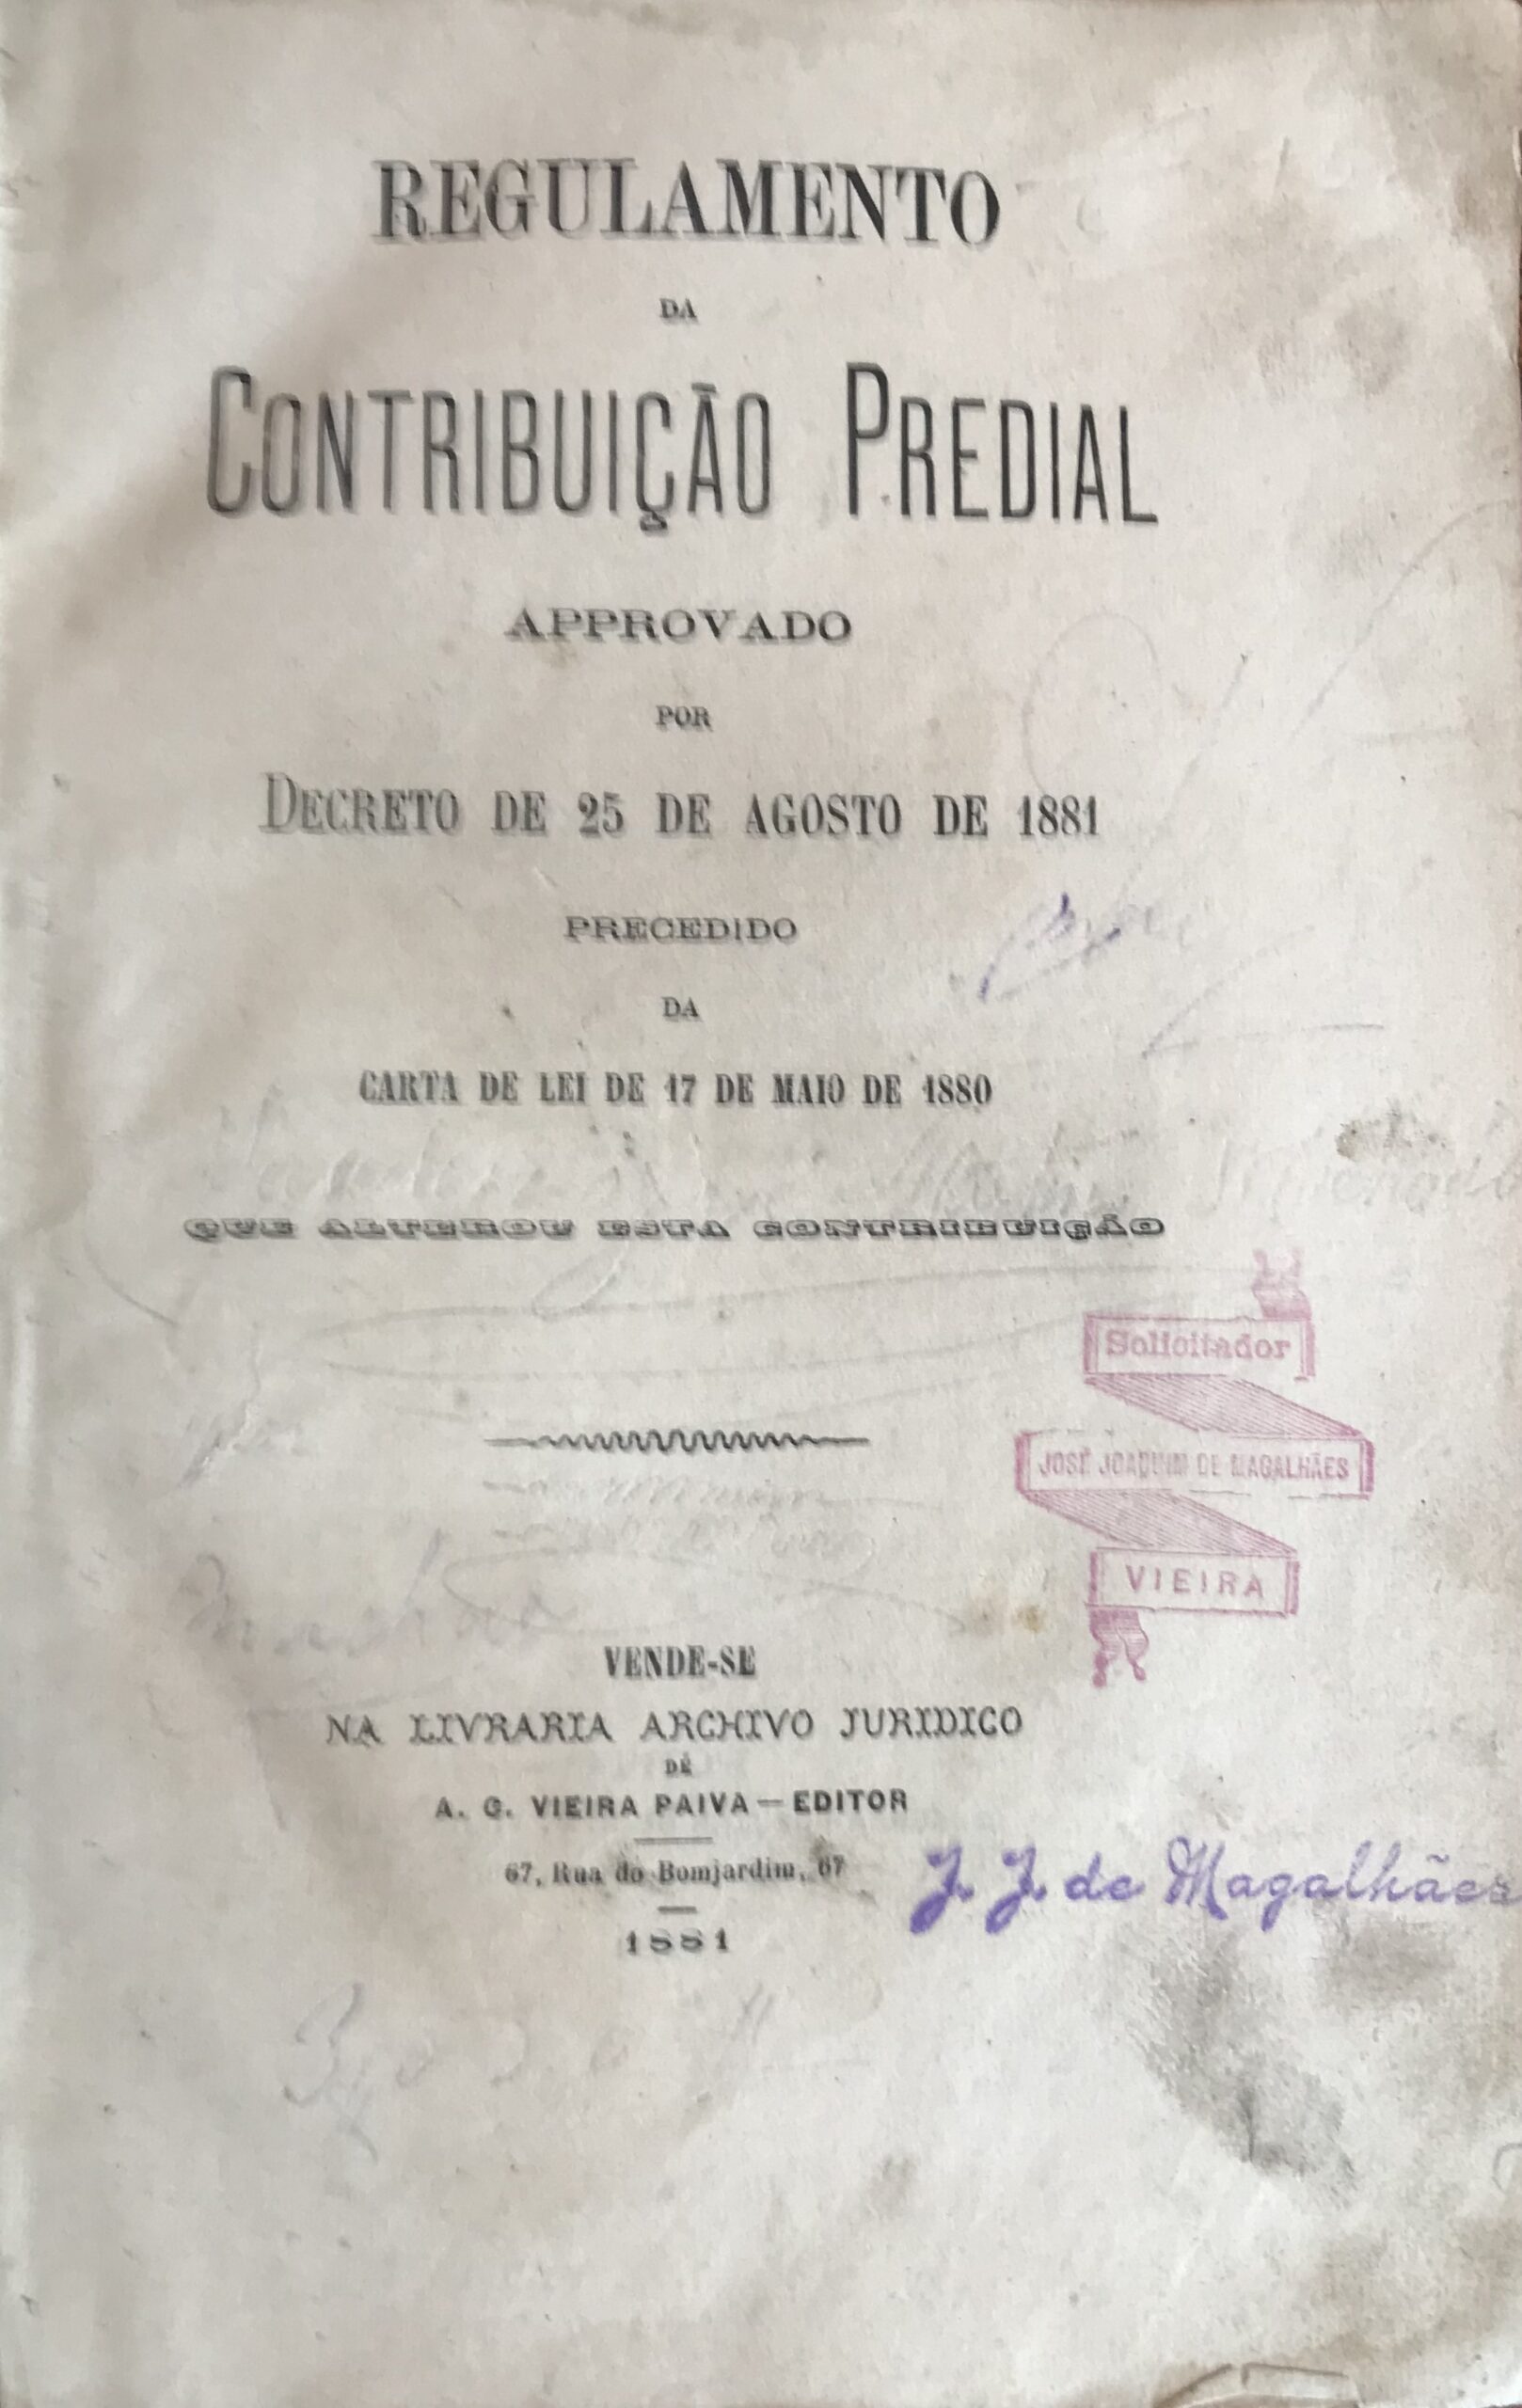 REGULAMENTO
DA
CONTRIBUIÇÃO PREDIAL
APPROVADO
POR
DECRETO DE 25 DE AGOSTO DE 1881
PRECEDIDO
DA
CARTA DE LEI DE 17 DE MAIO DE 1880
QUE ALTEROU ESTA CONTRIBUIÇÃO
Solicitador
JOSÉ JOAQUIM DE MAGALHÃES
VIEIRA
VENDE-SE
NA LIVRARIA ARCHIVO JURIDICO
DE
A. G. VIEIRA PAIVA — EDITOR
67, Rua do Bomjardim, 67
J. J. de Magalhães
1881